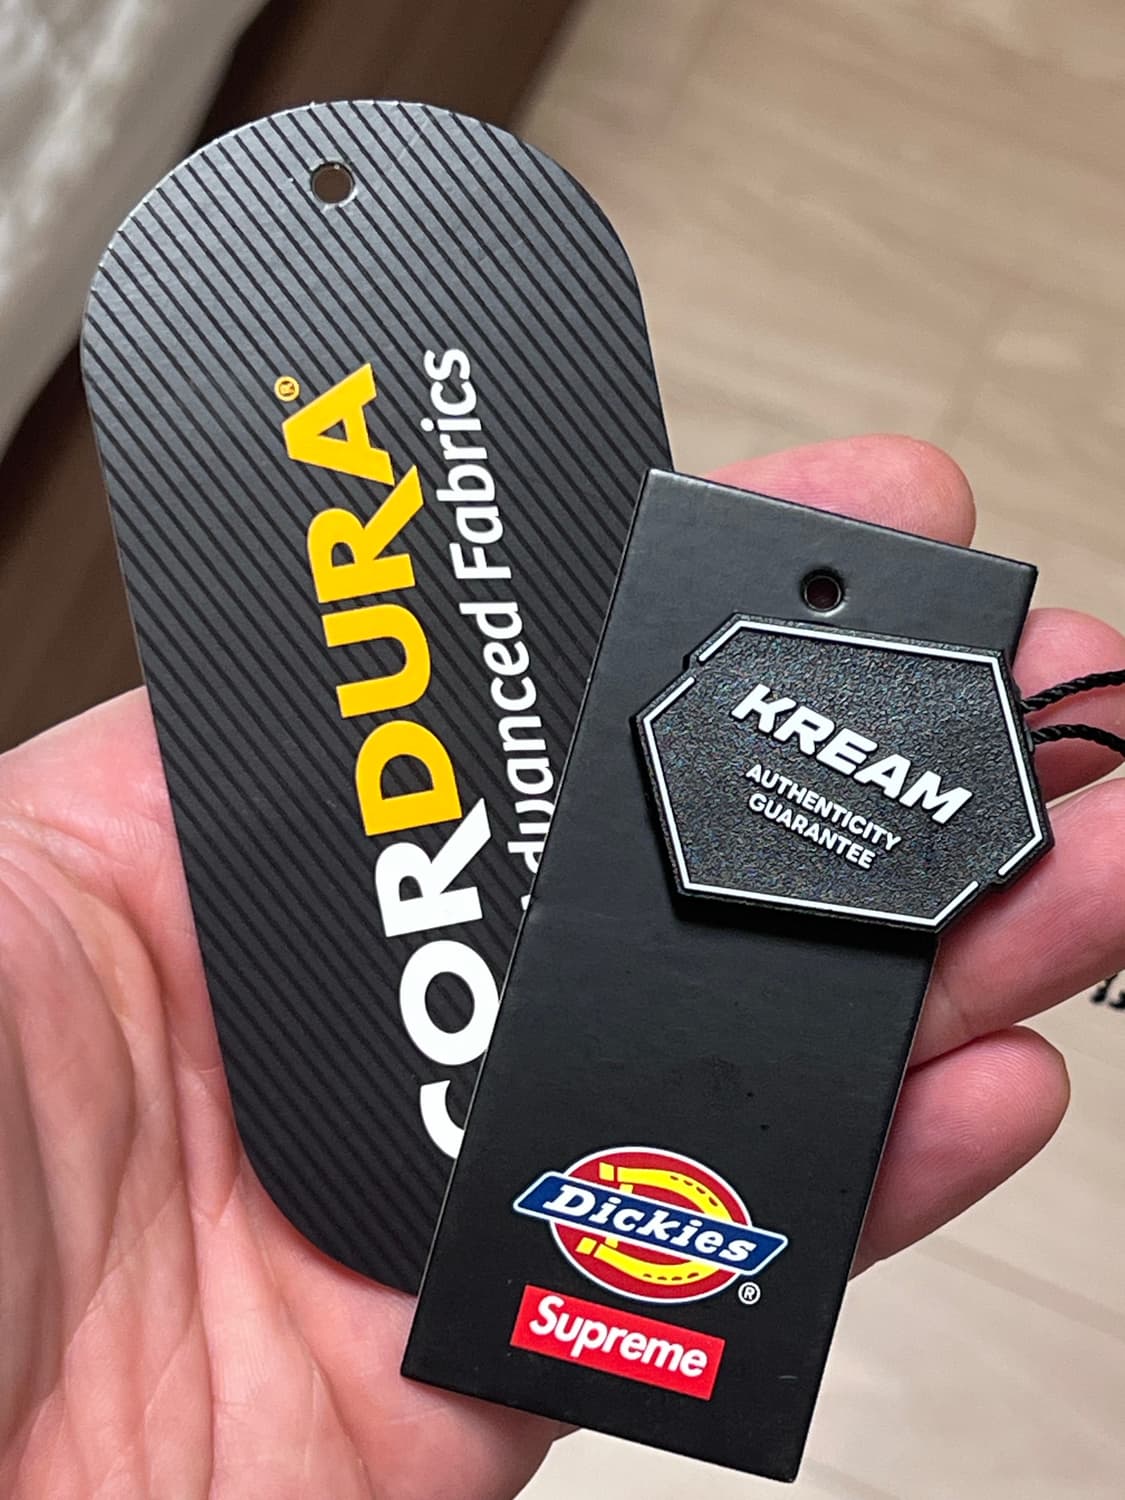 CORDURA®
Advanced Fabrics
KREAM
AUTHENTICITY
GUARANTEE
Dickies®
Supreme